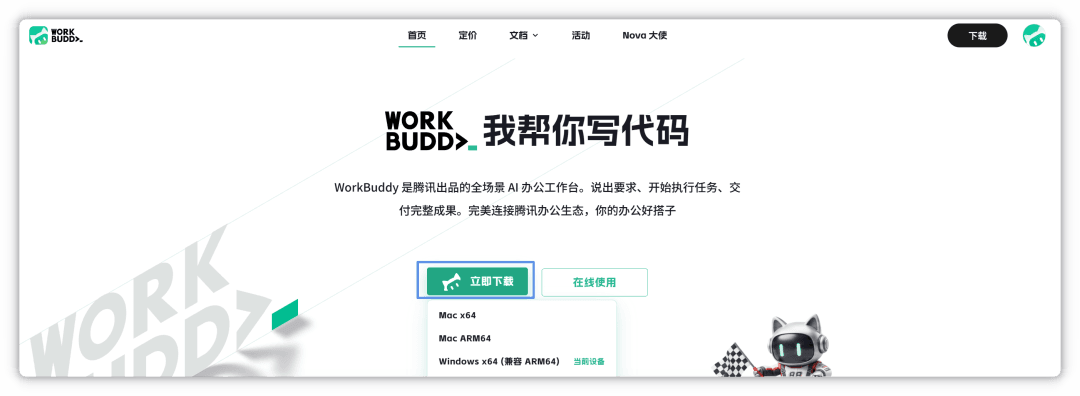 WORK
BUDD>_
首页 定价 文档 活动 Nova 大使
下载
WORK
BUDD>_
我帮你写代码
WorkBuddy 是腾讯出品的全场景 AI 办公工作台。说出要求、开始执行任务、交
付完整成果。完美连接腾讯办公生态，你的办公好搭子
立即下载 在线使用
Mac x64
Mac ARM64
Windows x64 (兼容 ARM64) 当前设备
WORK
BUDD>